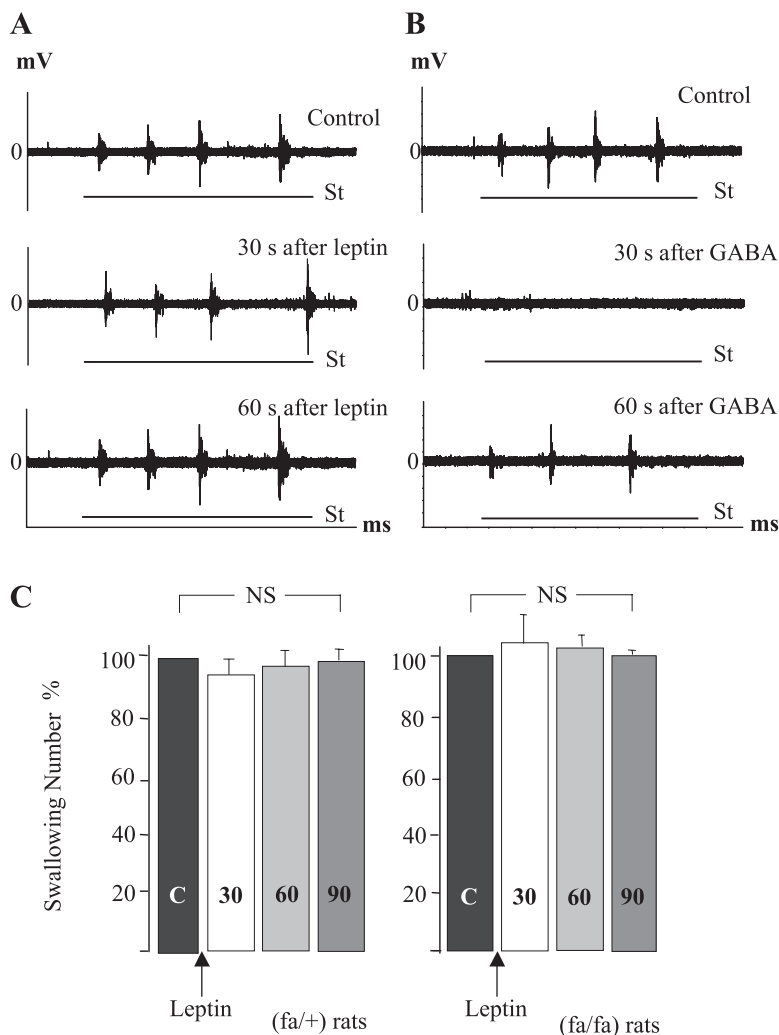 A
B
mV
mV
Control
Control
0
0
St
St
30 s after leptin
30 s after GABA
0
0
St
St
60 s after leptin
60 s after GABA
0
0
St
St
ms
ms
C
NS
NS
Swallowing Number %
100
80
60
40
20
C
30
60
90
100
80
60
40
20
C
30
60
90
Leptin
(fa/+) rats
Leptin
(fa/fa) rats